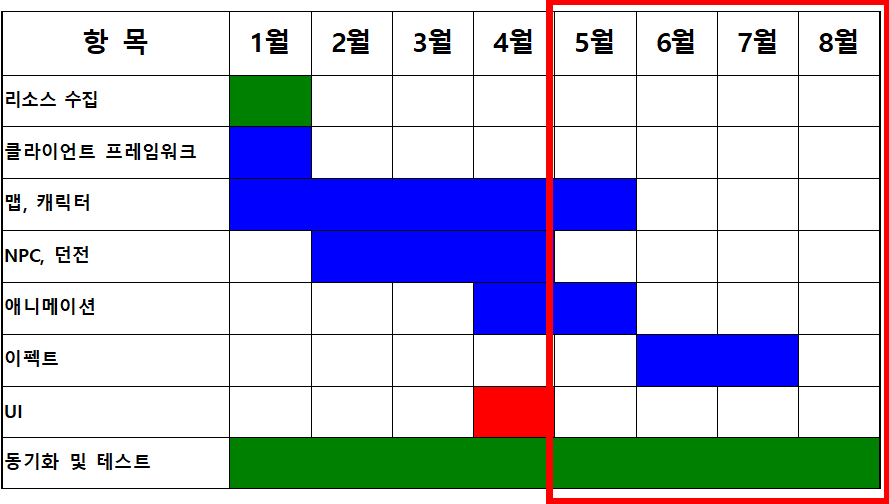 항 목 1월 2월 3월 4월 5월 6월 7월 8월
리소스 수집
클라이언트 프레임워크
맵, 캐릭터
NPC, 던전
애니메이션
이펙트
UI
동기화 및 테스트